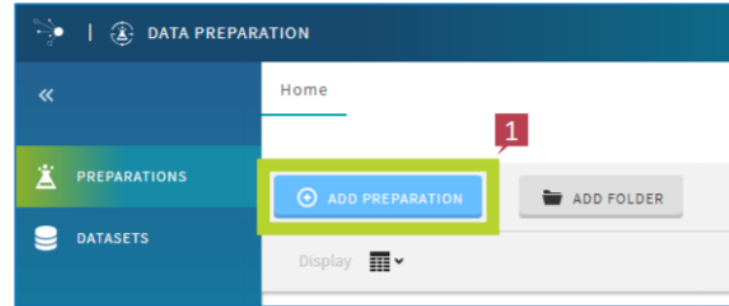 | DATA PREPARATION
«
Home
1
PREPARATIONS
ADD PREPARATION
ADD FOLDER
DATASETS
Display